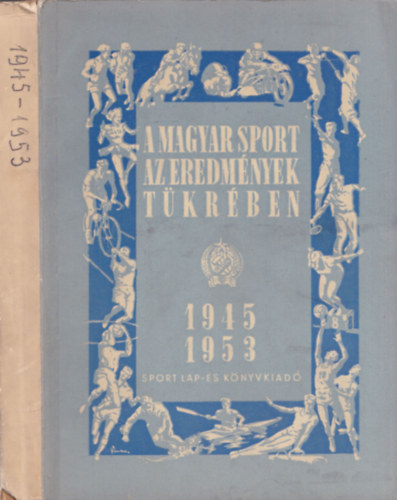 1945-1953
A MAGYAR SPORT
AZ EREDMÉNYEK
TÜKRÉBEN
1945
1953
SPORT LAP-ÉS KÖNYVKIADÓ